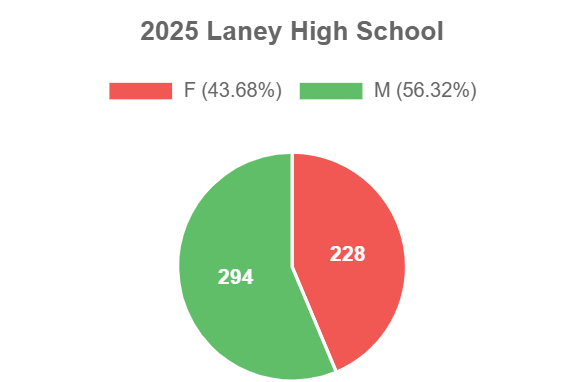 2025 Laney High School
F (43.68%) M (56.32%)
228
294